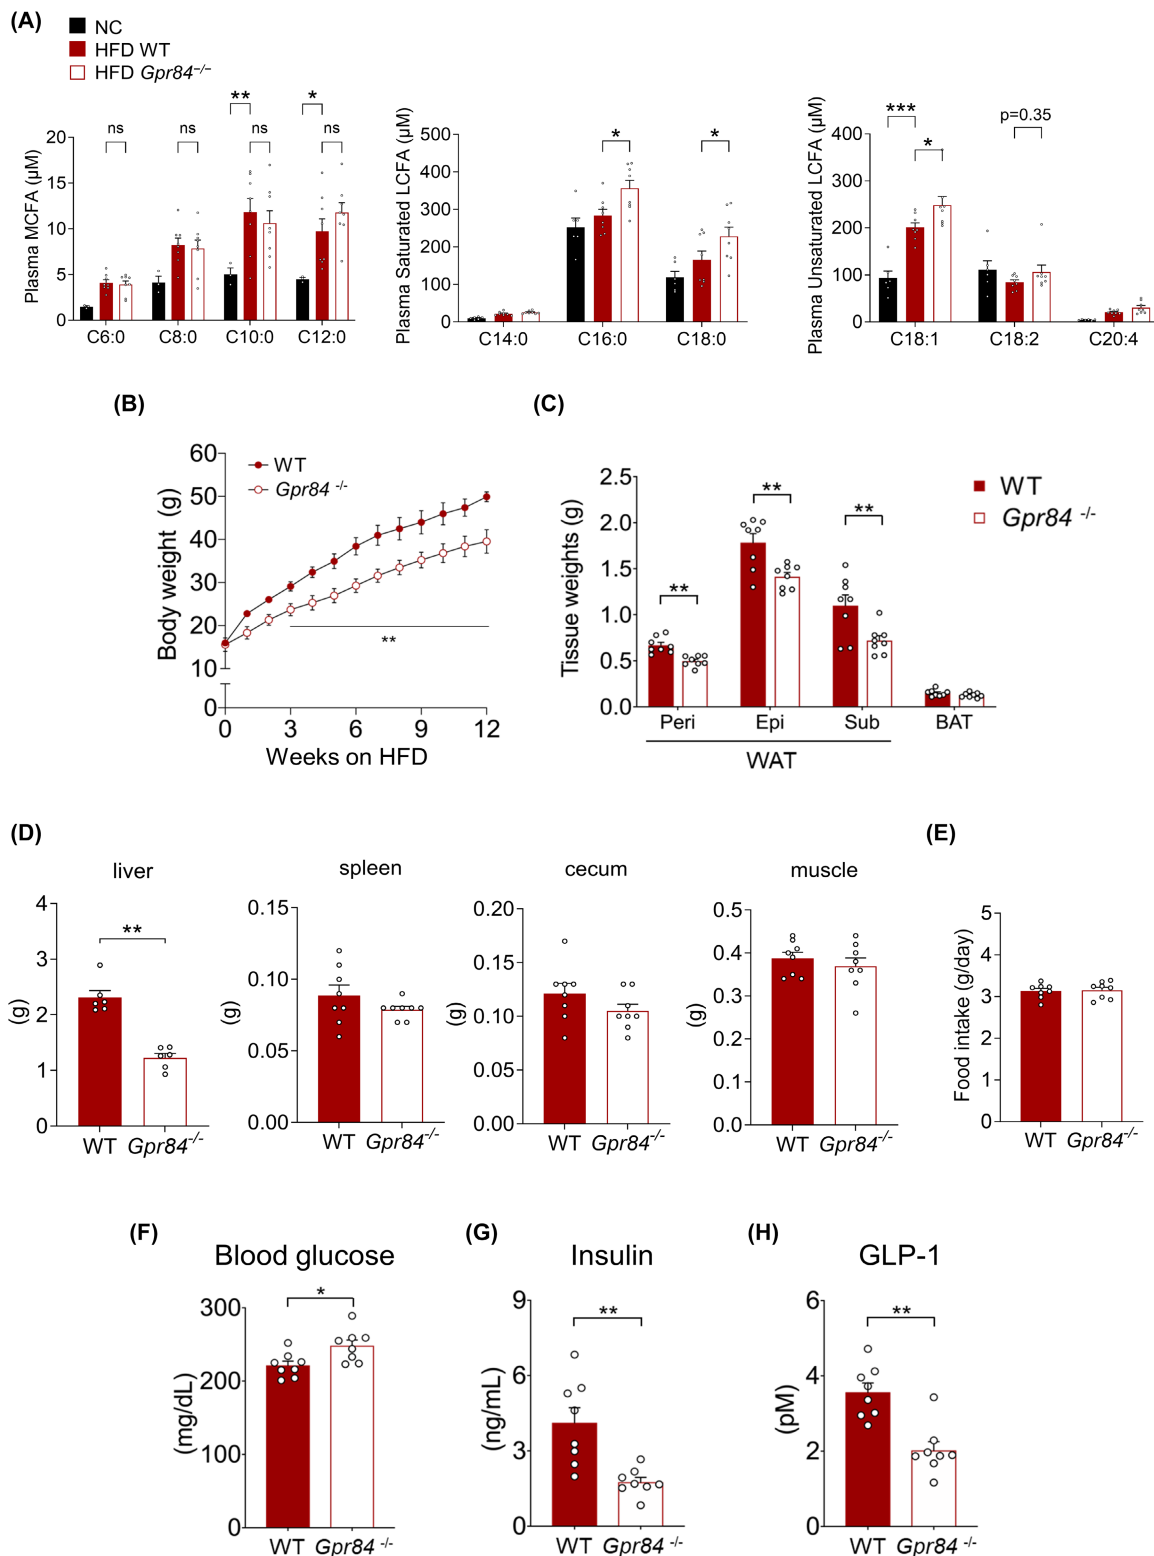 (A)
NC
HFD WT
HFD Gpr84−/−
Plasma MCFA (μM)
20
15
10
5
0
ns
ns
**
ns
*
ns
C6:0 C8:0 C10:0 C12:0
Plasma Saturated LCFA (μM)
500
400
300
200
100
0
*
*
C14:0 C16:0 C18:0
Plasma Unsaturated LCFA (μM)
400
300
200
100
0
***
*
p=0.35
C18:1 C18:2 C20:4
(B)
Body weight (g)
60
50
40
30
20
10
0
WT
Gpr84 -/-
**
0 3 6 9 12
Weeks on HFD
(C)
Tissue weights (g)
2.5
2.0
1.5
1.0
0.5
0.0
**
**
**
WT
Gpr84 -/-
Peri Epi Sub BAT
WAT
(D)
liver
(g)
4
3
2
1
0
**
WT Gpr84-/-
spleen
(g)
0.15
0.10
0.05
0.00
WT Gpr84-/-
cecum
(g)
0.20
0.15
0.10
0.05
0.00
WT Gpr84-/-
muscle
(g)
0.5
0.4
0.3
0.2
0.1
0.0
WT Gpr84-/-
(E)
Food intake (g/day)
5
4
3
2
1
0
WT Gpr84-/-
(F)
Blood glucose
(mg/dL)
300
200
100
0
*
WT Gpr84 -/-
(G)
Insulin
(ng/mL)
9
6
3
0
**
WT Gpr84 -/-
(H)
GLP-1
(pM)
6
4
2
0
**
WT Gpr84 -/-